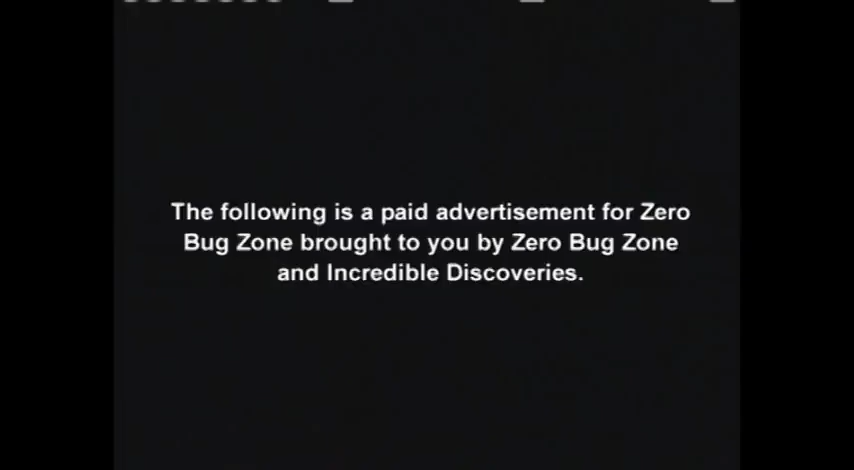 The following is a paid advertisement for Zero
Bug Zone brought to you by Zero Bug Zone
and Incredible Discoveries.